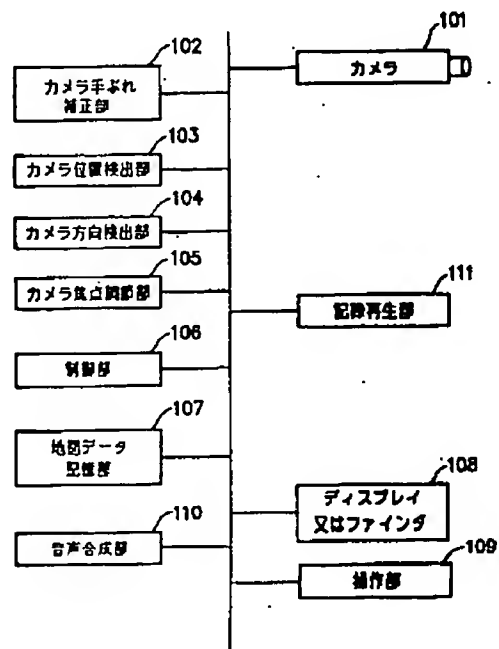 101
カメラ
102
カメラ手ぶれ
補正部
103
カメラ位置検出部
104
カメラ方向検出部
105
カメラ焦点調節部
111
記録再生部
106
制御部
107
地図データ
記憶部
108
ディスプレイ
又はファインダ
110
音声合成部
109
操作部